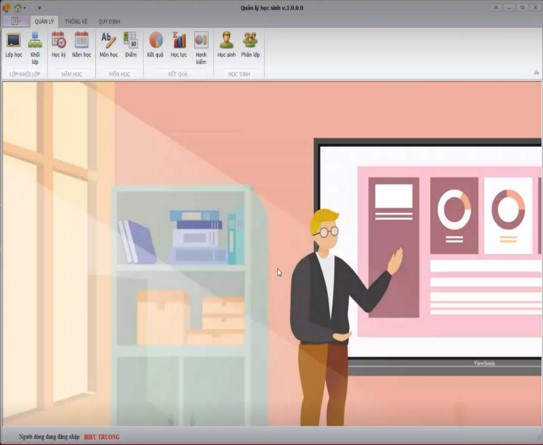 Quản lý học sinh v.1.0.0.0
QUẢN LÝ THỐNG KÊ QUY ĐỊNH
Lớp học Khối lớp Học kỳ Năm học Môn học Điểm Kết quả Học lực Hạnh kiểm Học sinh Phân lớp
LỚP-KHỐI LỚP NĂM HỌC MÔN HỌC KẾT QUẢ HỌC SINH
ViewSonic
Người dùng đang đăng nhập: HIEU TRUONG